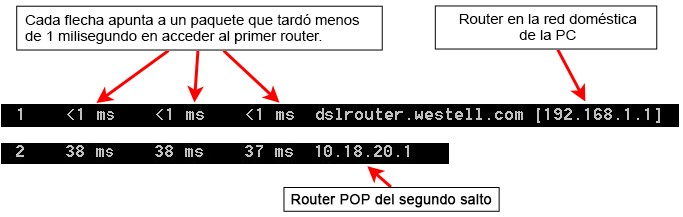 Cada flecha apunta a un paquete que tardó menos
de 1 milisegundo en acceder al primer router.
Router en la red doméstica
de la PC
1 <1 ms <1 ms <1 ms dslrouter.westell.com [192.168.1.1]
2 38 ms 38 ms 37 ms 10.18.20.1
Router POP del segundo salto